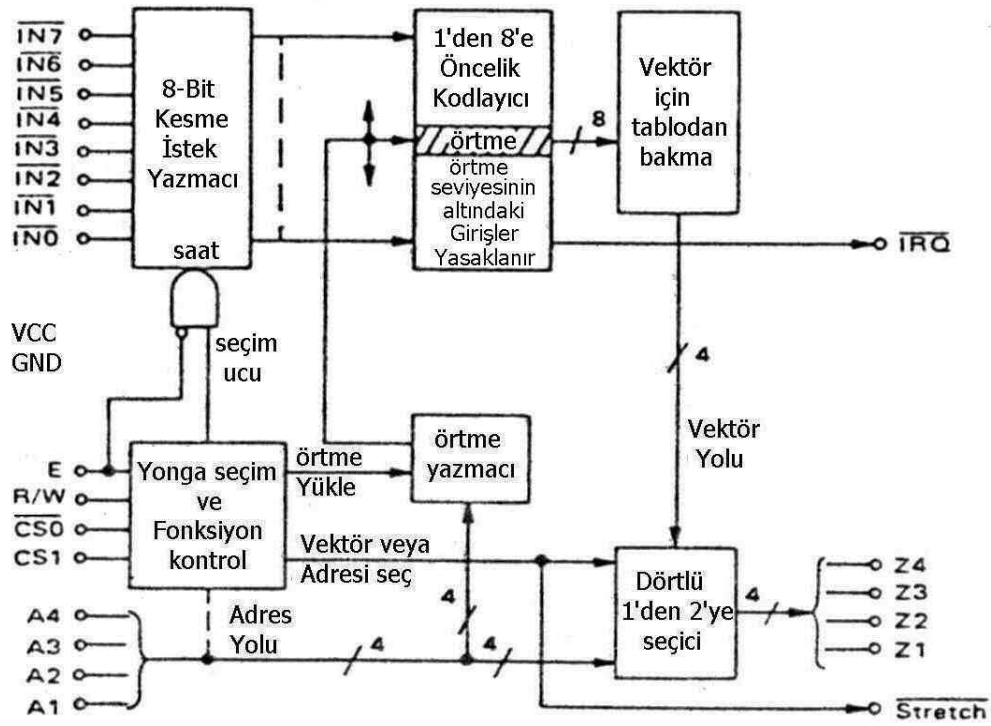 IN7
IN6
IN5
IN4
IN3
IN2
IN1
IN0
8-Bit
Kesme
İstek
Yazmacı
saat
1'den 8'e
Öncelik
Kodlayıcı
örtme
örtme
seviyesinin
altındaki
Girişler
Yasaklanır
8
Vektör
için
tablodan
bakma
IRQ
VCC
GND
seçim
ucu
4
Vektör
Yolu
E
R/W
CS0
CS1
Yonga seçim
ve
Fonksiyon
kontrol
örtme
Yükle
örtme
yazmacı
Vektör veya
Adresi seç
4
A4
A3
A2
A1
Adres
Yolu
4
4
Dörtlü
1'den 2'ye
seçici
4
Z4
Z3
Z2
Z1
Stretch